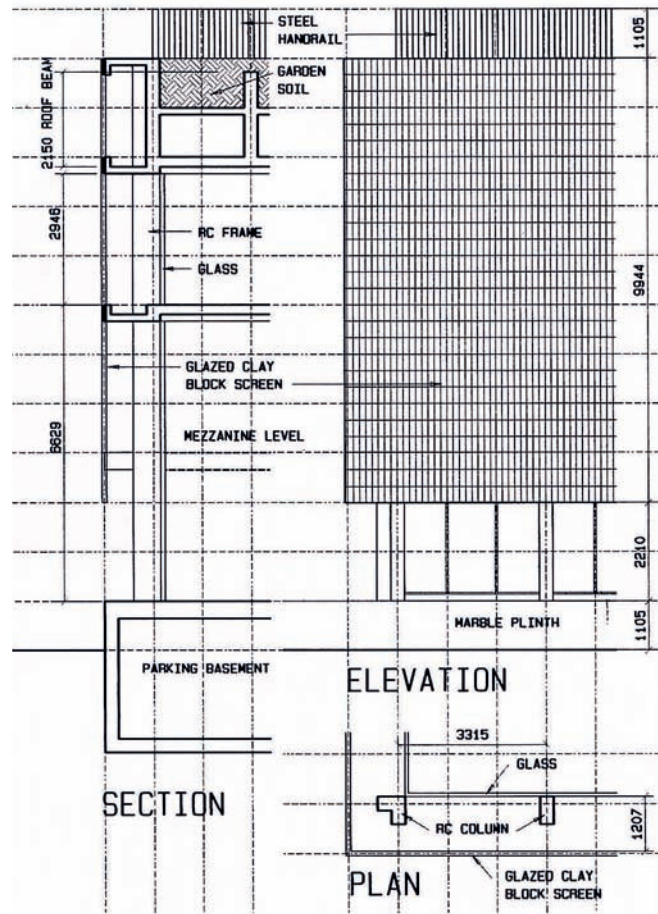 STEEL
HANDRAIL
1105
GARDEN
SOIL
2150 ROOF BEAM
2946
RC FRAME
GLASS
9944
GLAZED CLAY
BLOCK SCREEN
6629
MEZZANINE LEVEL
2210
MARBLE PLINTH
1105
PARKING BASEMENT
ELEVATION
3315
GLASS
SECTION
RC COLUMN
1207
PLAN
GLAZED CLAY
BLOCK SCREEN